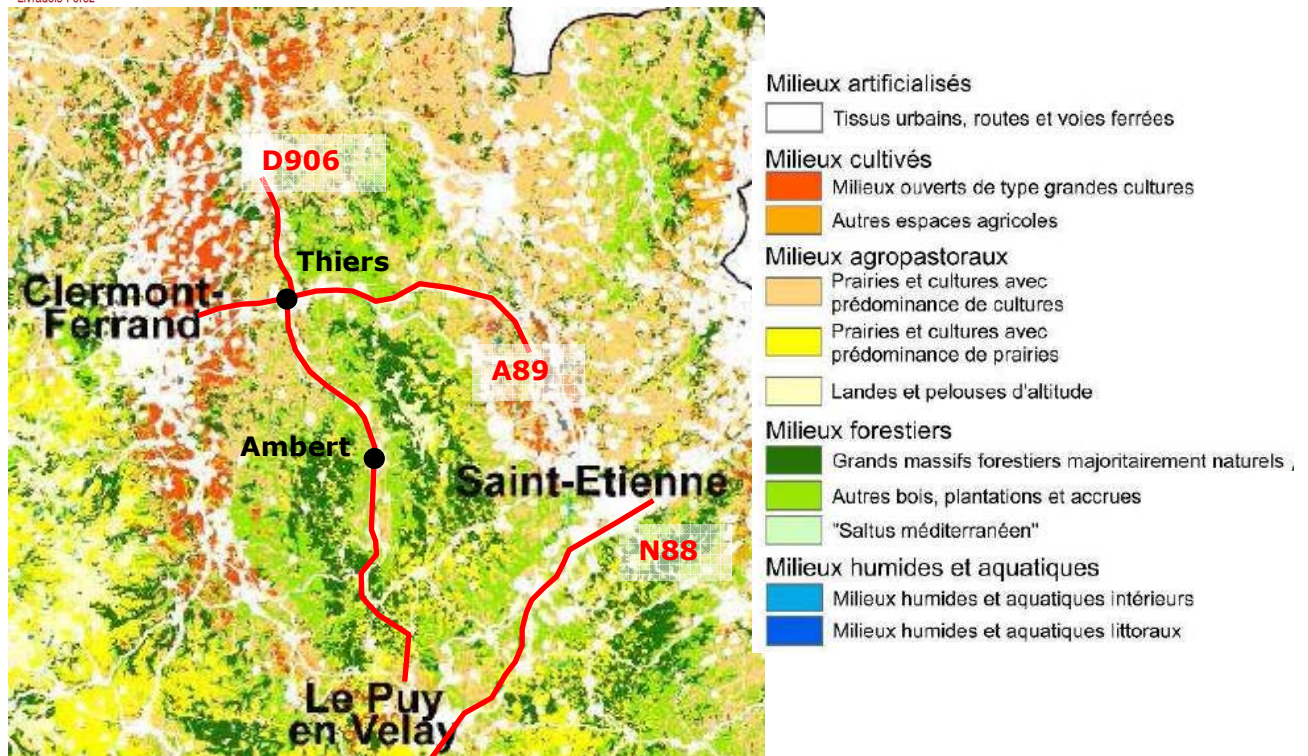 Livradois-Forez
D906
Thiers
Clermont-
Ferrand
A89
Ambert
Saint-Etienne
N88
Le Puy
en Velay
Milieux artificialisés
Tissus urbains, routes et voies ferrées
Milieux cultivés
Milieux ouverts de type grandes cultures
Autres espaces agricoles
Milieux agropastoraux
Prairies et cultures avec
prédominance de cultures
Prairies et cultures avec
prédominance de prairies
Landes et pelouses d'altitude
Milieux forestiers
Grands massifs forestiers majoritairement naturels
Autres bois, plantations et accrues
"Saltus méditerranéen"
Milieux humides et aquatiques
Milieux humides et aquatiques intérieurs
Milieux humides et aquatiques littoraux